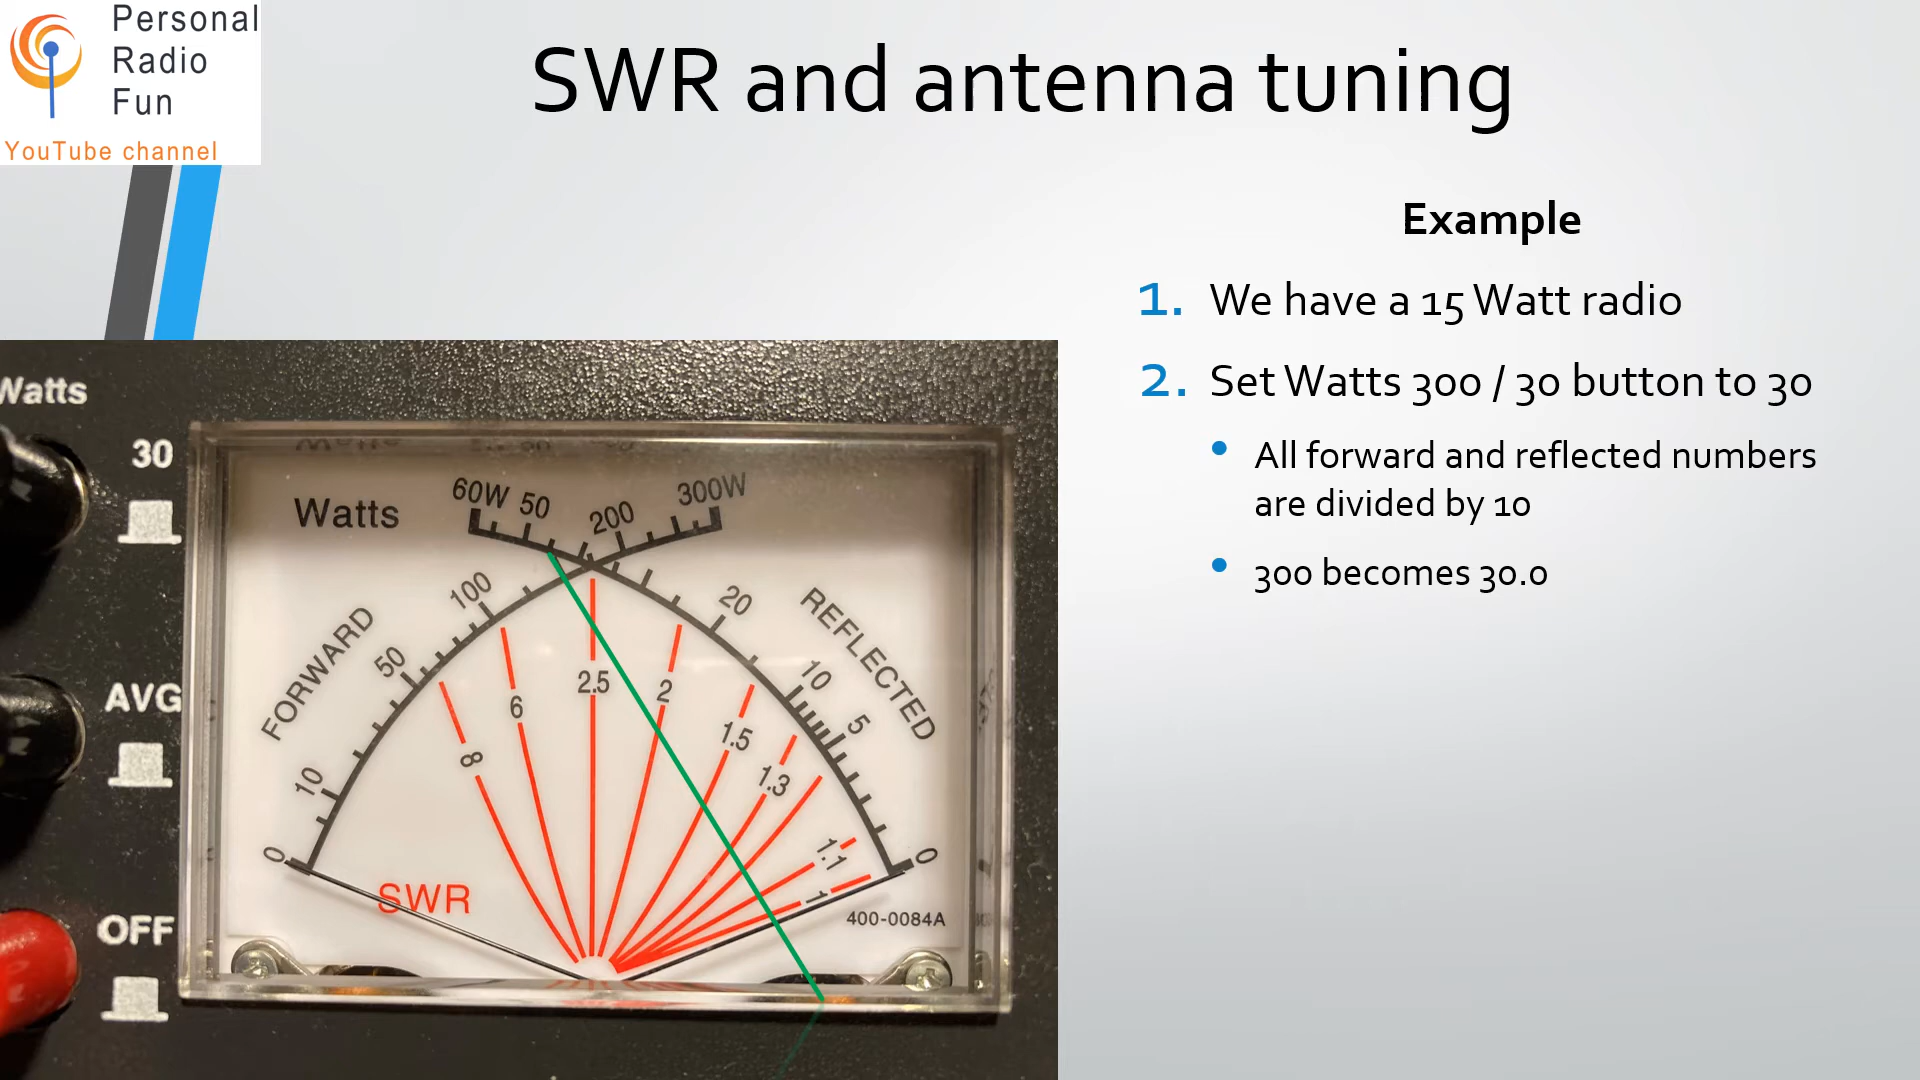 Personal
Radio
Fun
YouTube channel
SWR and antenna tuning
Example
1. We have a 15 Watt radio
2. Set Watts 300 / 30 button to 30
• All forward and reflected numbers
are divided by 10
• 300 becomes 30.0
Watts
30
AVG
OFF
Watts
60W 50 200 300W
FORWARD
0 10 50 100
REFLECTED
20 10 5 0
8 6 2.5 2 1.5 1.3 1.1 1
SWR
400-0084A